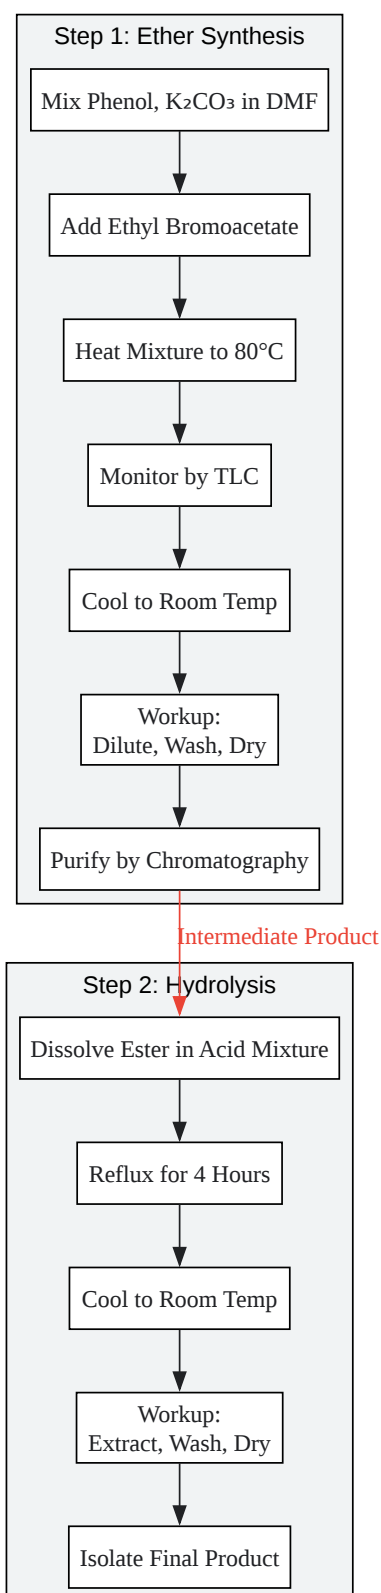 Step 1: Ether Synthesis
Mix Phenol, K₂CO₃ in DMF
Add Ethyl Bromoacetate
Heat Mixture to 80°C
Monitor by TLC
Cool to Room Temp
Workup:
Dilute, Wash, Dry
Purify by Chromatography
Intermediate Product
Step 2: Hydrolysis
Dissolve Ester in Acid Mixture
Reflux for 4 Hours
Cool to Room Temp
Workup:
Extract, Wash, Dry
Isolate Final Product